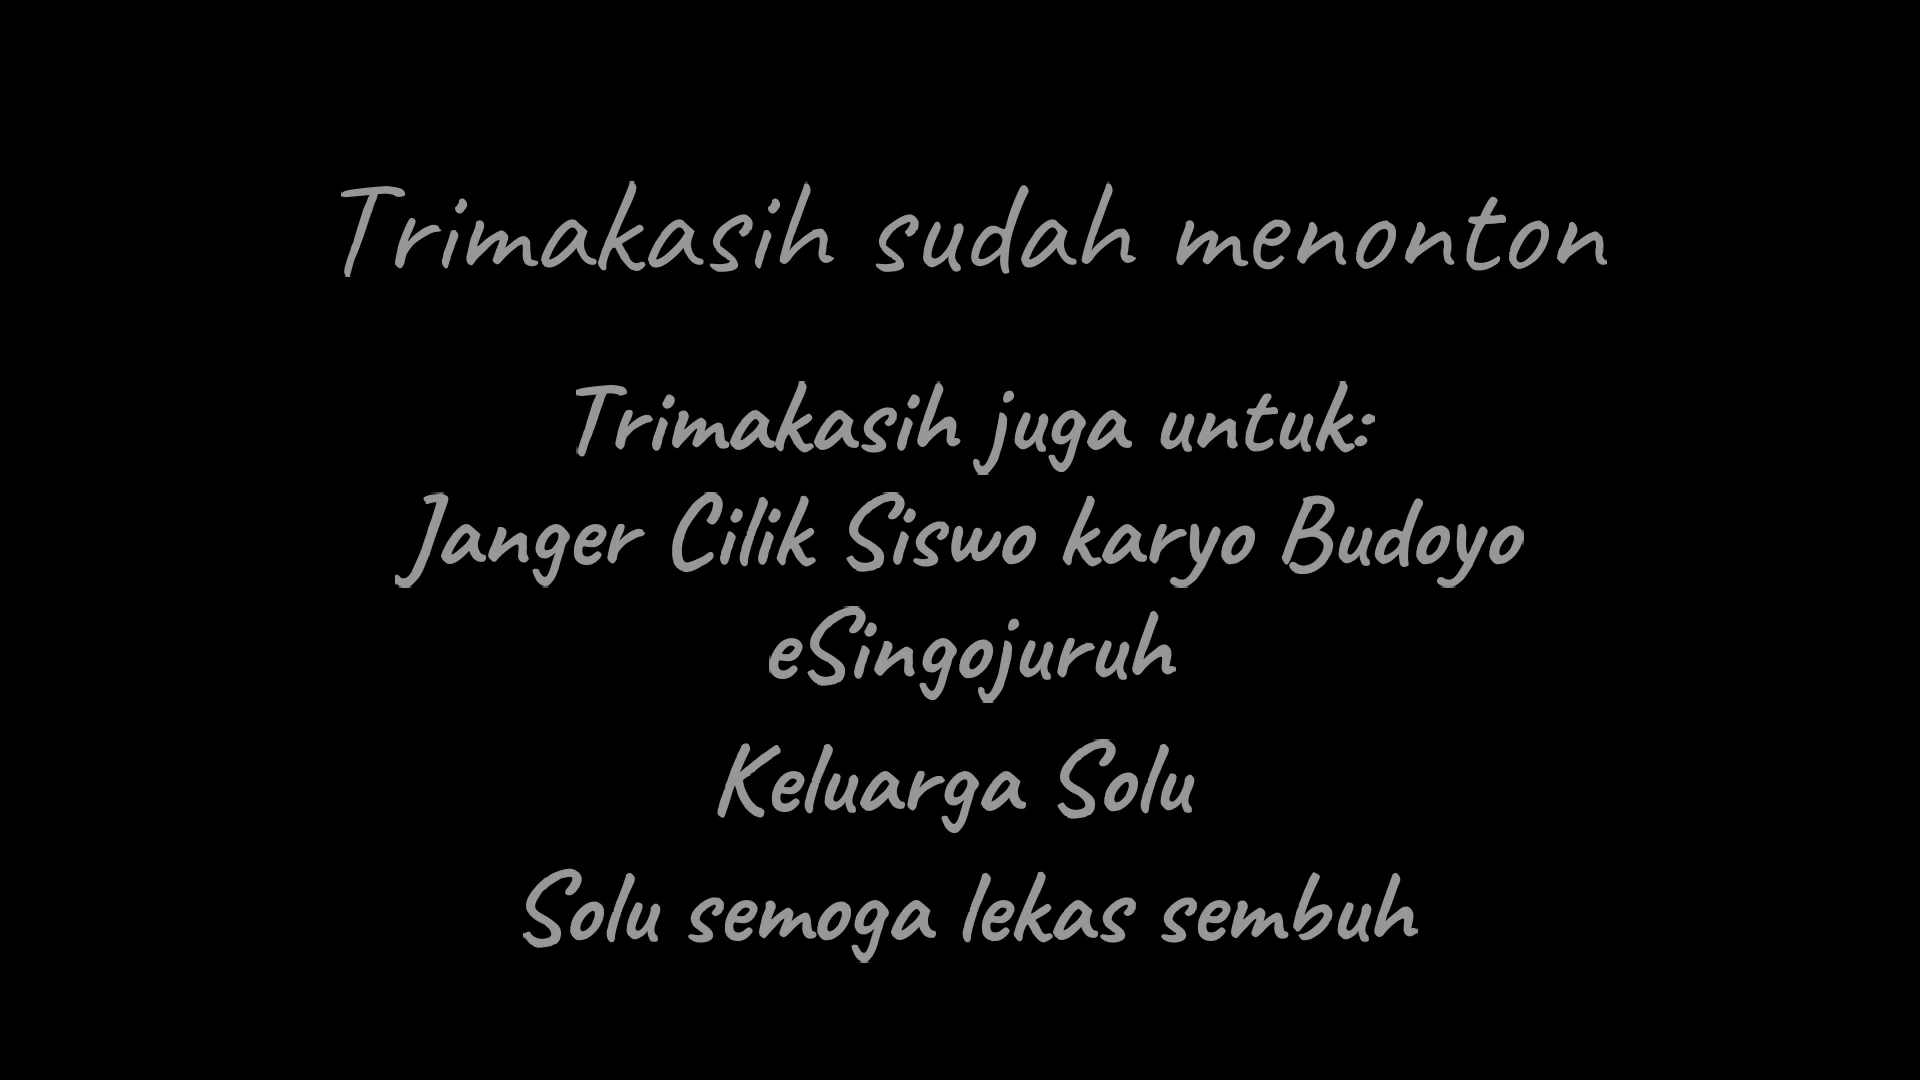 Trimakasih sudah menonton
Trimakasih juga untuk:
Janger Cilik Siswo karyo Budoyo
eSingojuruh
Keluarga Solu
Solu semoga lekas sembuh